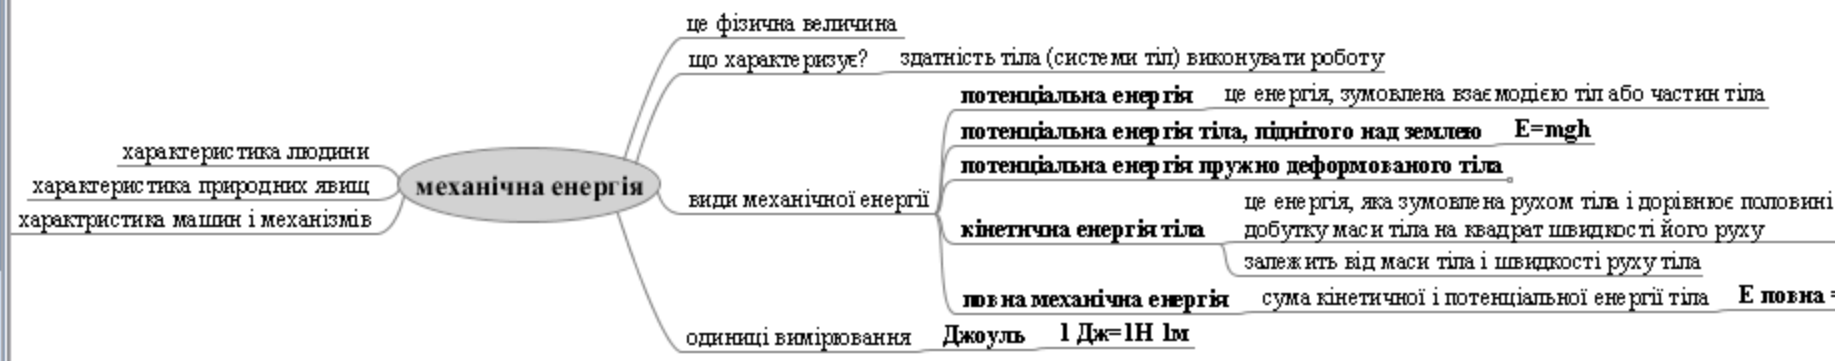 це фізична величина
що характеризує? здатність тіла (системи тіл) виконувати роботу
потенціальна енергія це енергія, зумовлена взаємодією тіл або частин тіла
потенціальна енергія тіла, піднітого над землею E=mgh
потенціальна енергія пружно деформованого тіла
види механічної енергії
це енергія, яка зумовлена рухом тіла і дорівнює половині
кінетична енергія тіла добутку маси тіла на квадрат швидкості його руху
залежить від маси тіла і швидкості руху тіла
повна механічна енергія сума кінетичної і потенціальної енергії тіла Е повна =
одиниці вимірювання Джоуль 1 Дж=1Н 1м
механічна енергія
характеристика людини
характеристика природних явищ
характристика машин і механізмів